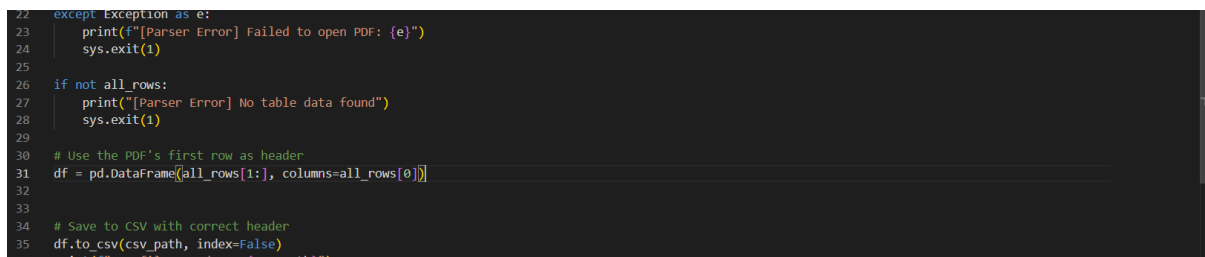 22 except Exception as e:
23 print(f"[Parser Error] Failed to open PDF: {e}")
24 sys.exit(1)
25
26 if not all_rows:
27 print("[Parser Error] No table data found")
28 sys.exit(1)
29
30 # Use the PDF's first row as header
31 df = pd.DataFrame(all_rows[1:], columns=all_rows[0])
32
33
34 # Save to CSV with correct header
35 df.to_csv(csv_path, index=False)